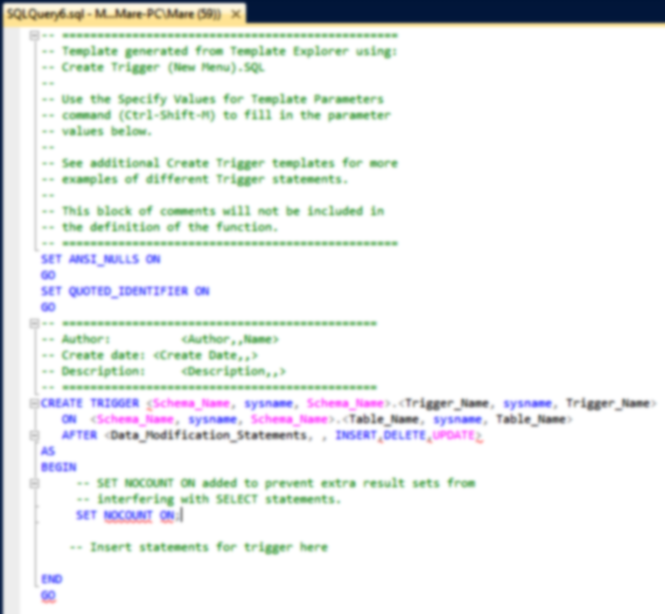 SQLQuery6.sql - M...Mare-PC\Mare (59))
-- ================================================
-- Template generated from Template Explorer using:
-- Create Trigger (New Menu).SQL
--
-- Use the Specify Values for Template Parameters
-- command (Ctrl-Shift-M) to fill in the parameter
-- values below.
--
-- See additional Create Trigger templates for more
-- examples of different Trigger statements.
--
-- This block of comments will not be included in
-- the definition of the function.
-- ================================================
SET ANSI_NULLS ON
GO
SET QUOTED_IDENTIFIER ON
GO
-- =============================================
-- Author: <Author,,Name>
-- Create date: <Create Date,,>
-- Description: <Description,,>
-- =============================================
CREATE TRIGGER <Schema_Name, sysname, Schema_Name>.<Trigger_Name, sysname, Trigger_Name>
ON <Schema_Name, sysname, Schema_Name>.<Table_Name, sysname, Table_Name>
AFTER <Data_Modification_Statements, , INSERT,DELETE,UPDATE>
AS
BEGIN
-- SET NOCOUNT ON added to prevent extra result sets from
-- interfering with SELECT statements.
SET NOCOUNT ON;
-- Insert statements for trigger here
END
GO